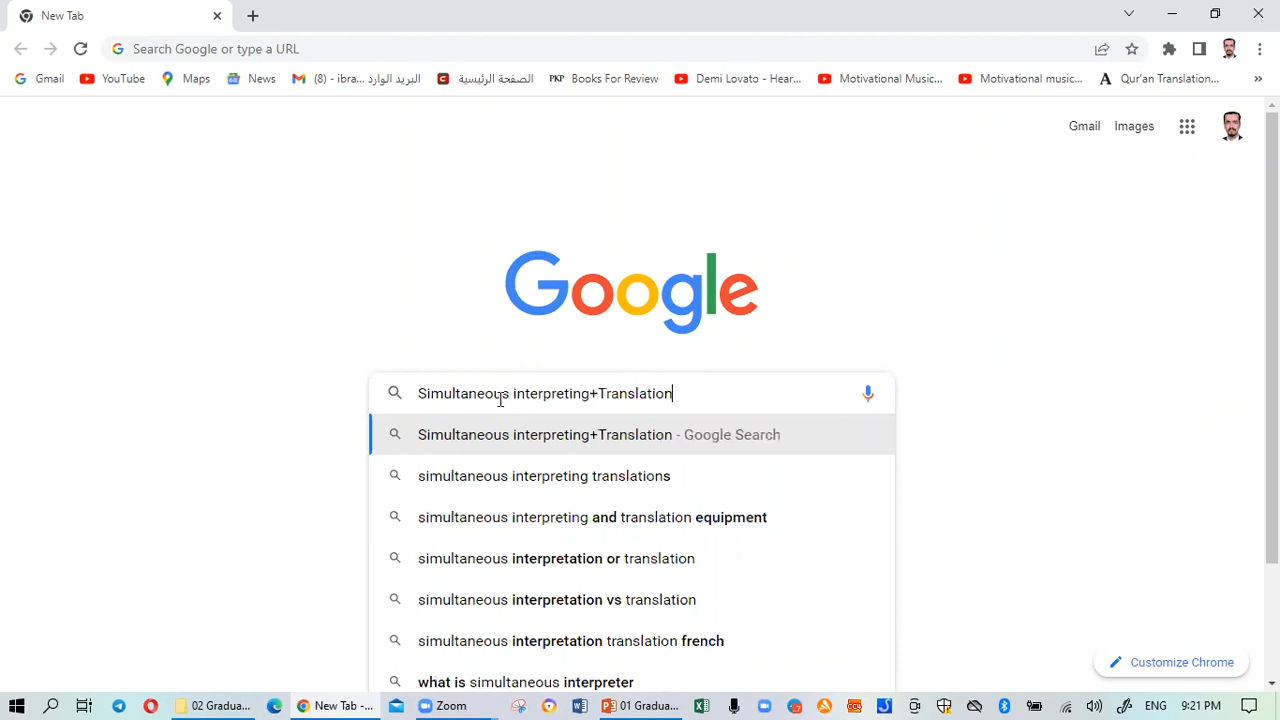 New Tab
Search Google or type a URL
Gmail
YouTube
Maps
News
البريد الوارد (8) - ibra...
الصفحة الرئيسية
PKP Books For Review
Demi Lovato - Hear...
Motivational Music...
Motivational music...
A Qur'an Translation...
»
Gmail Images
Google
Simultaneous interpreting+Translation
Simultaneous interpreting+Translation - Google Search
simultaneous interpreting translations
simultaneous interpreting and translation equipment
simultaneous interpretation or translation
simultaneous interpretation vs translation
simultaneous interpretation translation french
what is simultaneous interpreter
Customize Chrome
02 Gradua...
New Tab -...
Zoom
01 Gradua...
ENG
9:21 PM